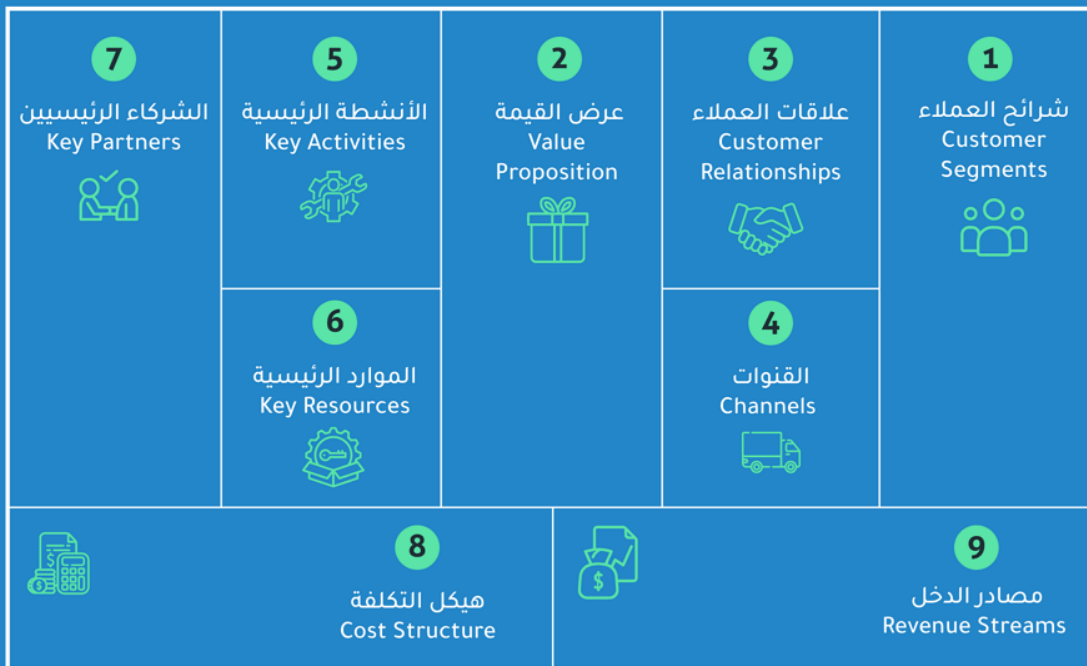 7
الشركاء الرئيسيين
Key Partners
5
الأنشطة الرئيسية
Key Activities
6
الموارد الرئيسية
Key Resources
2
عرض القيمة
Value
Proposition
3
علاقات العملاء
Customer
Relationships
4
القنوات
Channels
1
شرائح العملاء
Customer
Segments
8
هيكل التكلفة
Cost Structure
9
مصادر الدخل
Revenue Streams
$
$
$